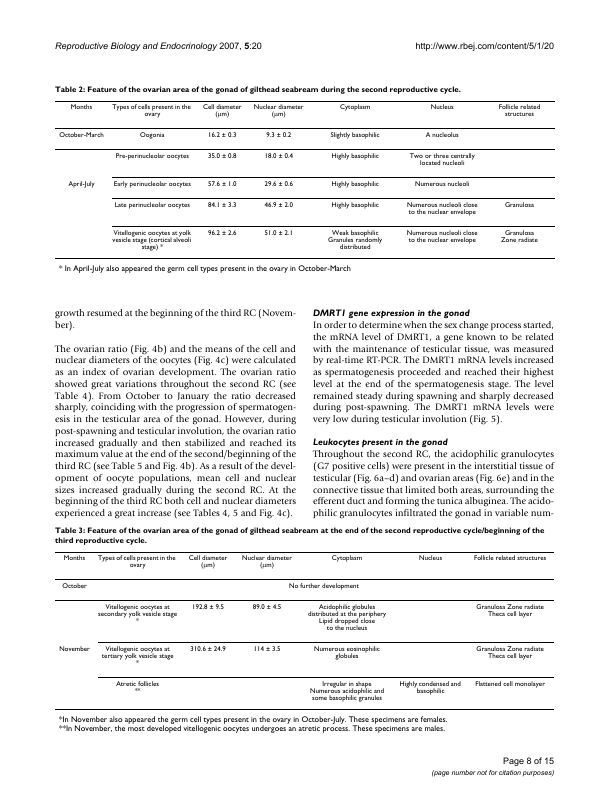 Reproductive Biology and Endocrinology 2007, 5:20
http://www.rbej.com/content/5/1/20
Table 2: Feature of the ovarian area of the gonad of gilthead seabream during the second reproductive cycle.
Months
Types of cells present in the
ovary
Cell diameter
(μm)
Nuclear diameter
(μm)
Cytoplasm
Nucleus
Follicle related
structures
October-March
Oogonia
16.2 ± 0.3
9.3 ± 0.2
Slightly basophilic
A nucleolus
Pre-perinucleolar oocytes
35.0 ± 0.8
18.0 ± 0.4
Highly basophilic
Two or three centrally
located nucleoli
April-July
Early perinucleolar oocytes
57.6 ± 1.0
29.6 ± 0.6
Highly basophilic
Numerous nucleoli
Late perinucleolar oocytes
84.1 ± 3.3
46.9 ± 2.0
Highly basophilic
Numerous nucleoli close
to the nuclear envelope
Granulosa
Vitellogenic oocytes at yolk
vesicle stage (cortical alveoli
stage) *
96.2 ± 2.6
51.0 ± 2.1
Weak basophilic
Granules randomly
distributed
Numerous nucleoli close
to the nuclear envelope
Granulosa
Zone radiate
* In April-July also appeared the germ cell types present in the ovary in October-March
growth resumed at the beginning of the third RC (Novem-
ber).
The ovarian ratio (Fig. 4b) and the means of the cell and
nuclear diameters of the oocytes (Fig. 4c) were calculated
as an index of ovarian development. The ovarian ratio
showed great variations throughout the second RC (see
Table 4). From October to January the ratio decreased
sharply, coinciding with the progression of spermatogen-
esis in the testicular area of the gonad. However, during
post-spawning and testicular involution, the ovarian ratio
increased gradually and then stabilized and reached its
maximum value at the end of the second/beginning of the
third RC (see Table 5 and Fig. 4b). As a result of the devel-
opment of oocyte populations, mean cell and nuclear
sizes increased gradually during the second RC. At the
beginning of the third RC both cell and nuclear diameters
experienced a great increase (see Tables 4, 5 and Fig. 4c).
DMRT1 gene expression in the gonad
In order to determine when the sex change process started,
the mRNA level of DMRT1, a gene known to be related
with the maintenance of testicular tissue, was measured
by real-time RT-PCR. The DMRT1 mRNA levels increased
as spermatogenesis proceeded and reached their highest
level at the end of the spermatogenesis stage. The level
remained steady during spawning and sharply decreased
during post-spawning. The DMRT1 mRNA levels were
very low during testicular involution (Fig. 5).
Leukocytes present in the gonad
Throughout the second RC, the acidophilic granulocytes
(G7 positive cells) were present in the interstitial tissue of
testicular (Fig. 6a–d) and ovarian areas (Fig. 6e) and in the
connective tissue that limited both areas, surrounding the
efferent duct and forming the tunica albuginea. The acido-
philic granulocytes infiltrated the gonad in variable num-
Table 3: Feature of the ovarian area of the gonad of gilthead seabream at the end of the second reproductive cycle/beginning of the
third reproductive cycle.
Months
Types of cells present in the
ovary
Cell diameter
(μm)
Nuclear diameter
(μm)
Cytoplasm
Nucleus
Follicle related structures
October
No further development
Vitellogenic oocytes at
secondary yolk vesicle stage
*
192.8 ± 9.5
89.0 ± 4.5
Acidophilic globules
distributed at the periphery
Lipid dropped close
to the nucleus
Granulosa Zone radiate
Theca cell layer
November
Vitellogenic oocytes at
tertiary yolk vesicle stage
*
310.6 ± 24.9
114 ± 3.5
Numerous eosinophilic
globules
Granulosa Zone radiate
Theca cell layer
Atretic follicles
**
Irregular in shape
Numerous acidophilic and
some basophilic granules
Highly condensed and
basophilic
Flattened cell monolayer
*In November also appeared the germ cell types present in the ovary in October-July. These specimens are females.
**In November, the most developed vitellogenic oocytes undergoes an atretic process. These specimens are males.
Page 8 of 15
(page number not for citation purposes)